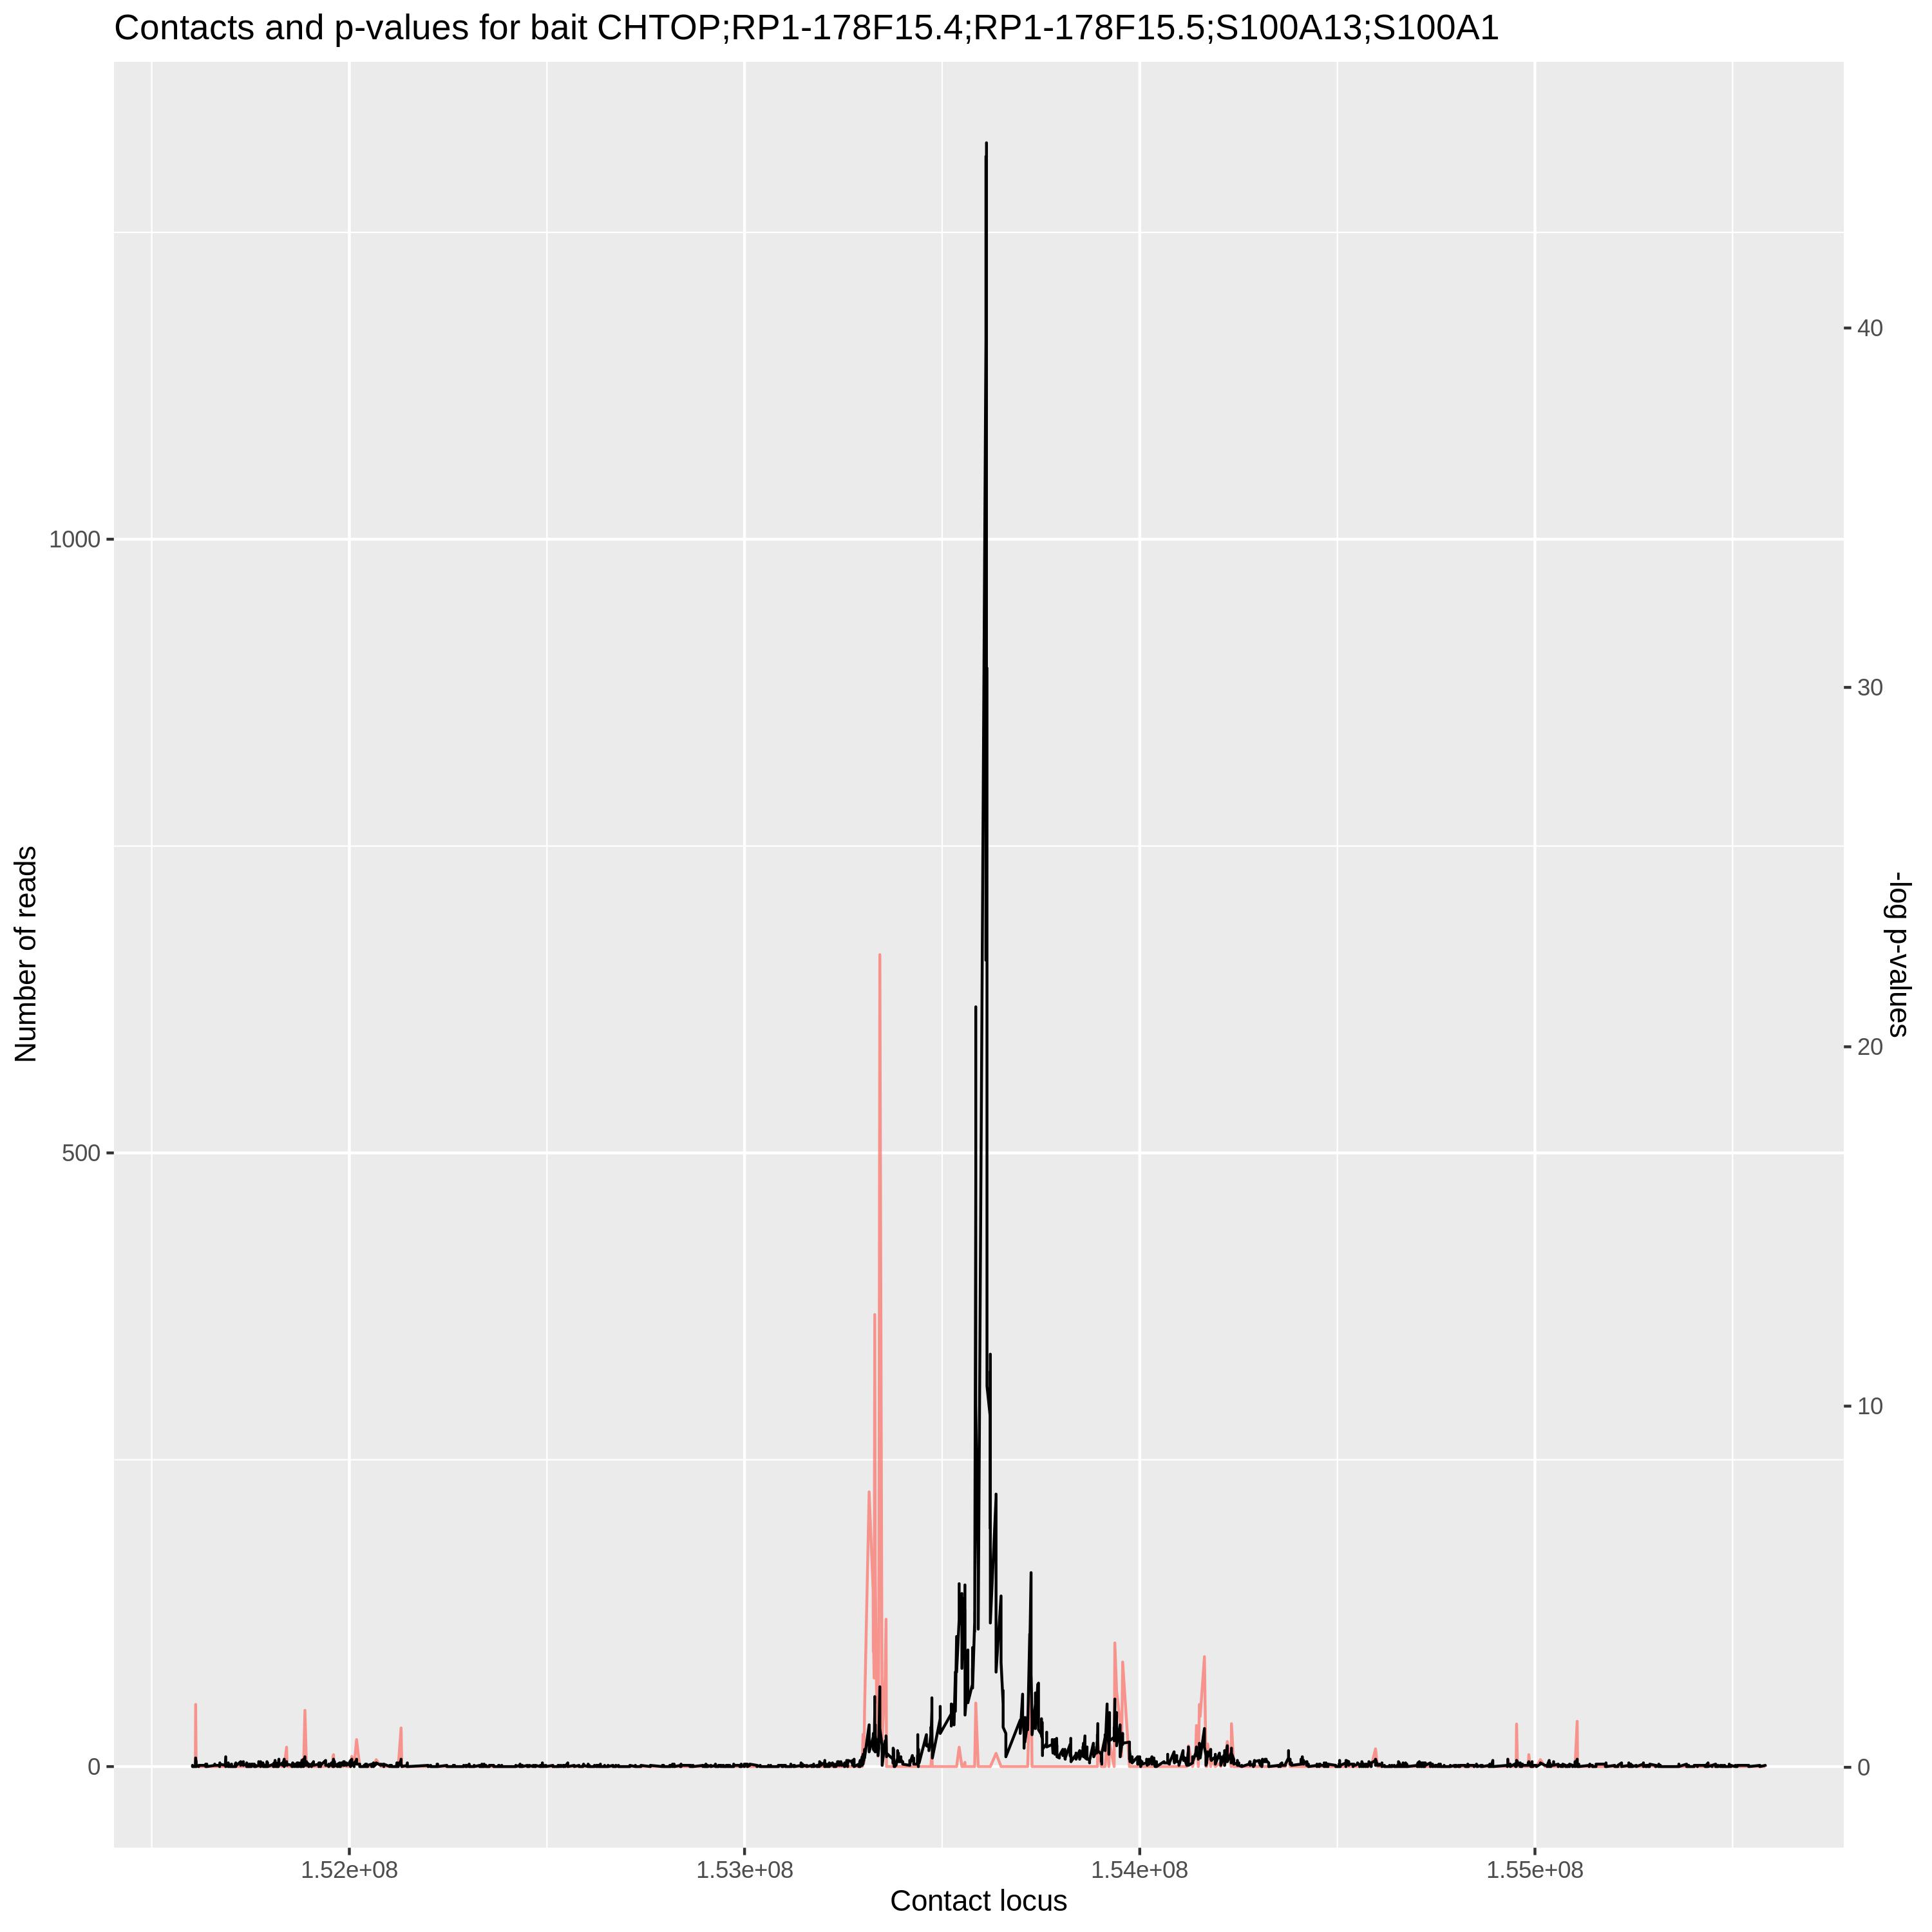 Contacts and p-values for bait CHTOP;RP1-178F15.4;RP1-178F15.5;S100A13;S100A1
Number of reads
1000
500
0
40
30
20
10
0
-log p-values
1.52e+08
1.53e+08
1.54e+08
1.55e+08
Contact locus